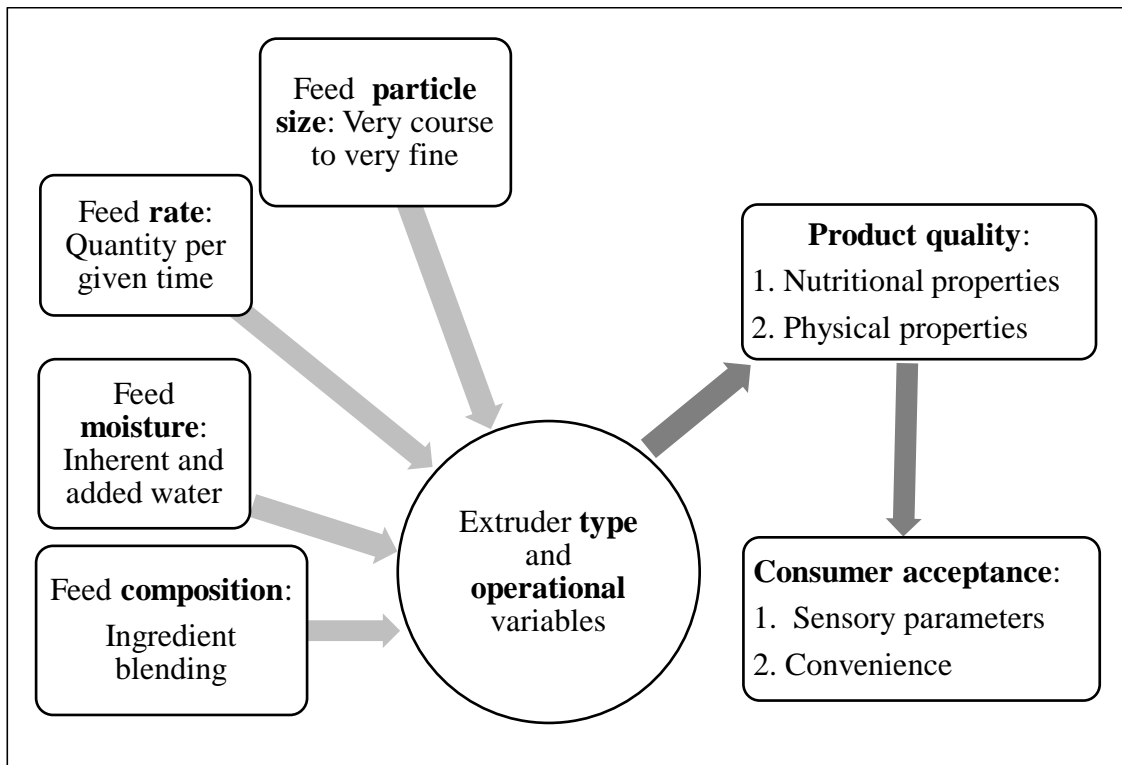 Feed particle
size: Very course
to very fine
Feed rate:
Quantity per
given time
Feed
moisture:
Inherent and
added water
Feed composition:
Ingredient
blending
Extruder type
and
operational
variables
Product quality:
1. Nutritional properties
2. Physical properties
Consumer acceptance:
1. Sensory parameters
2. Convenience